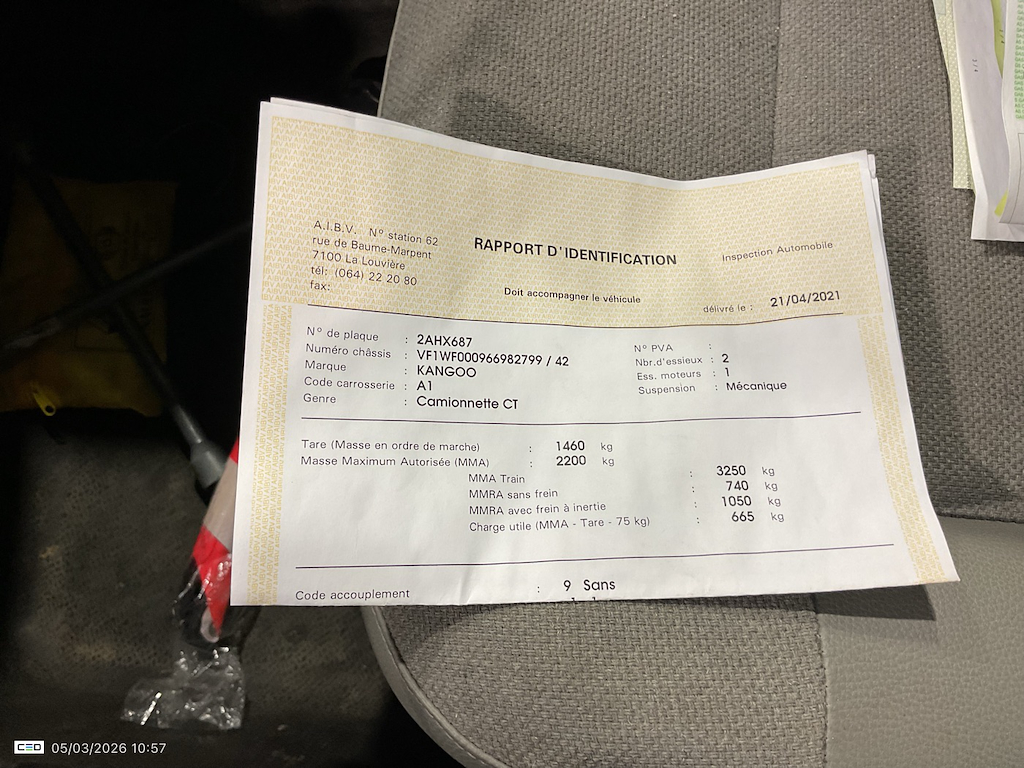 A.I.B.V. N° station 62
rue de Baume-Marpent
7100 La Louvière
tél: (064) 22 20 80
fax:
RAPPORT D'IDENTIFICATION
Inspection Automobile
Doit accompagner le véhicule
délivré le : 21/04/2021
N° de plaque : 2AHX687
Numéro châssis : VF1WF000966982799 / 42
Marque : KANGOO
Code carrosserie : A1
Genre : Camionnette CT
N° PVA :
Nbr.d'essieux : 2
Ess. moteurs : 1
Suspension : Mécanique
Tare (Masse en ordre de marche) : 1460 kg
Masse Maximum Autorisée (MMA) : 2200 kg
MMA Train : 3250 kg
MMRA sans frein : 740 kg
MMRA avec frein à inertie : 1050 kg
Charge utile (MMA - Tare - 75 kg) : 665 kg
Code accouplement : 9 Sans
CEO 05/03/2026 10:57